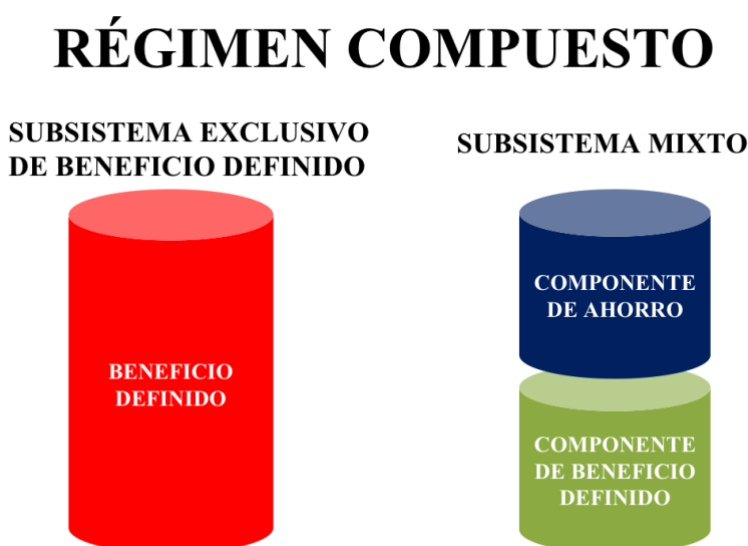 RÉGIMEN COMPUESTO
SUBSISTEMA EXCLUSIVO
DE BENEFICIO DEFINIDO
BENEFICIO
DEFINIDO
SUBSISTEMA MIXTO
COMPONENTE
DE AHORRO
COMPONENTE
DE BENEFICIO
DEFINIDO